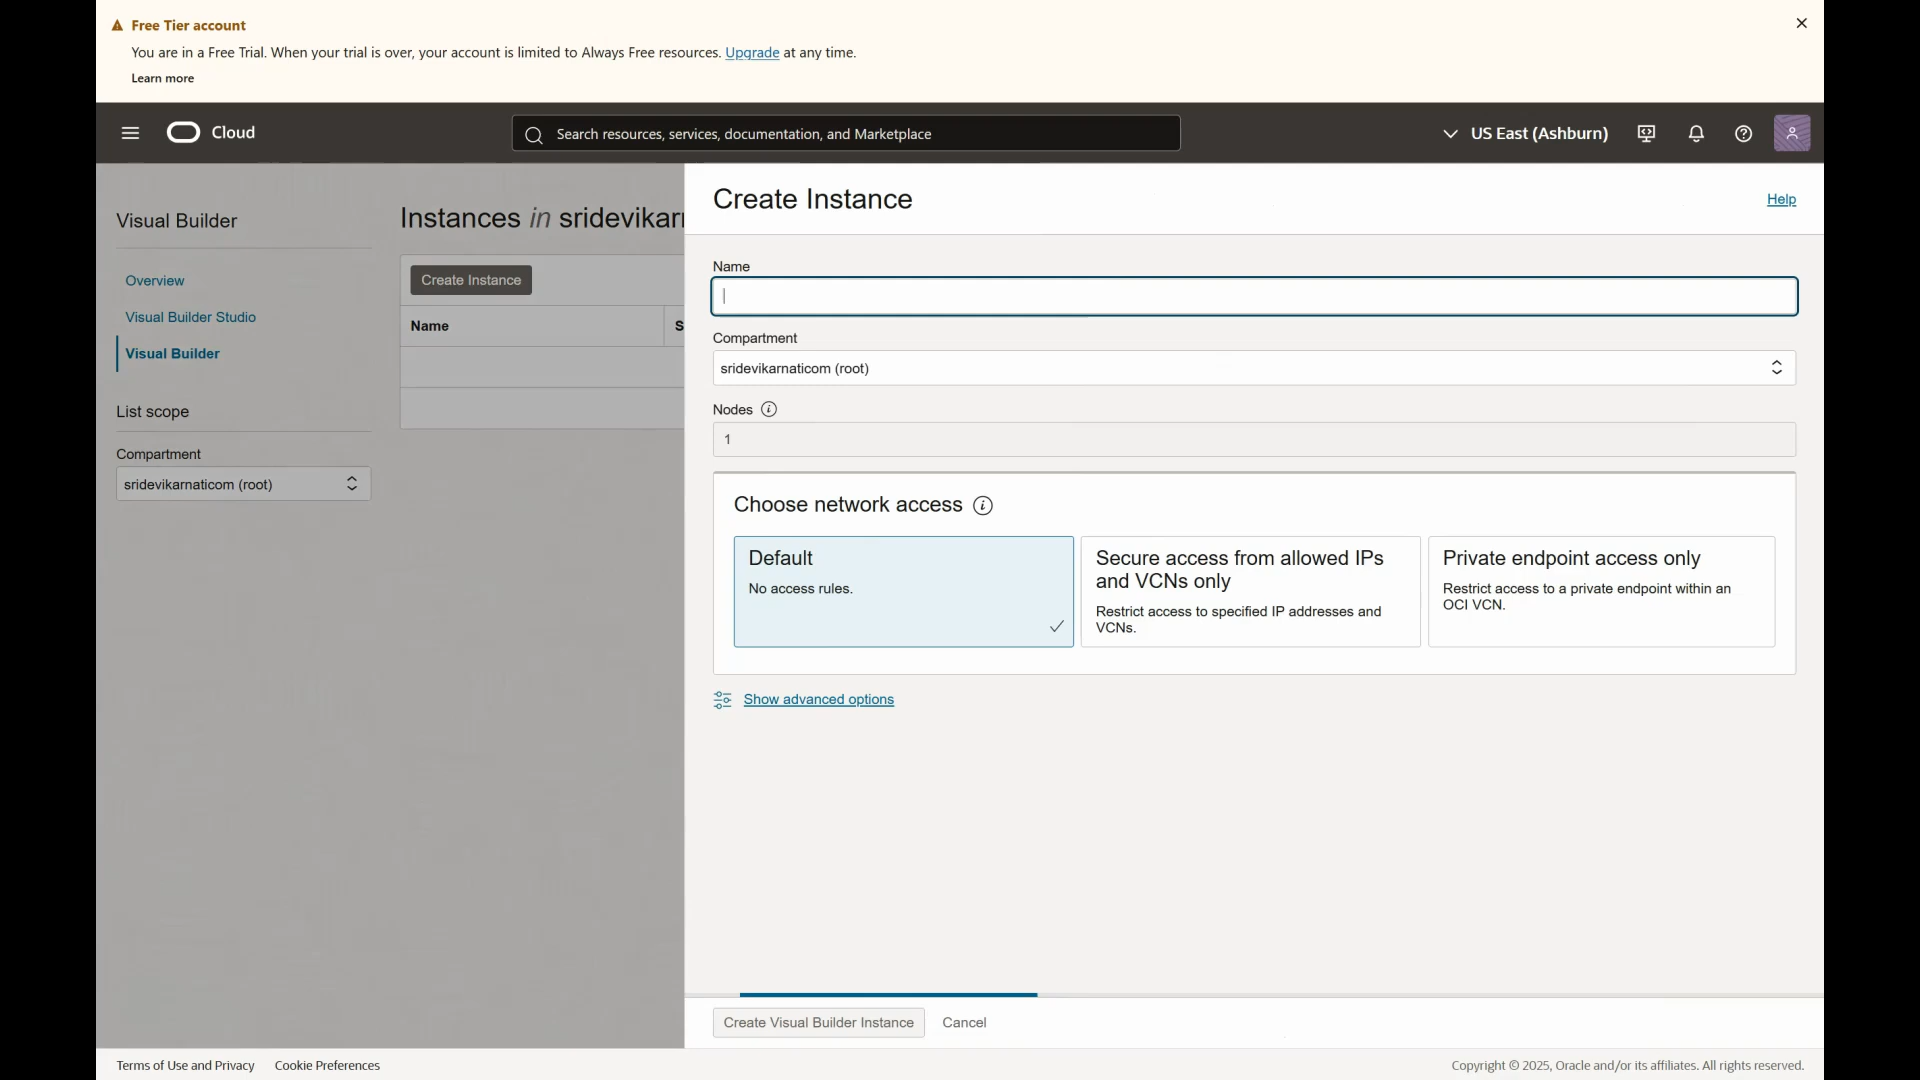 Free Tier account
You are in a Free Trial. When your trial is over, your account is limited to Always Free resources. Upgrade at any time.
Learn more
Cloud
Search resources, services, documentation, and Marketplace
US East (Ashburn)
Visual Builder
Overview
Visual Builder Studio
Visual Builder
List scope
Compartment
sridevikarnaticom (root)
Instances in sridevikarn
Create Instance
Name
S
Create Instance
Help
Name
Compartment
sridevikarnaticom (root)
Nodes
1
Choose network access
Default
No access rules.
Secure access from allowed IPs
and VCNs only
Restrict access to specified IP addresses and
VCNs.
Private endpoint access only
Restrict access to a private endpoint within an
OCI VCN.
Show advanced options
Create Visual Builder Instance
Cancel
Terms of Use and Privacy
Cookie Preferences
Copyright © 2025, Oracle and/or its affiliates. All rights reserved.